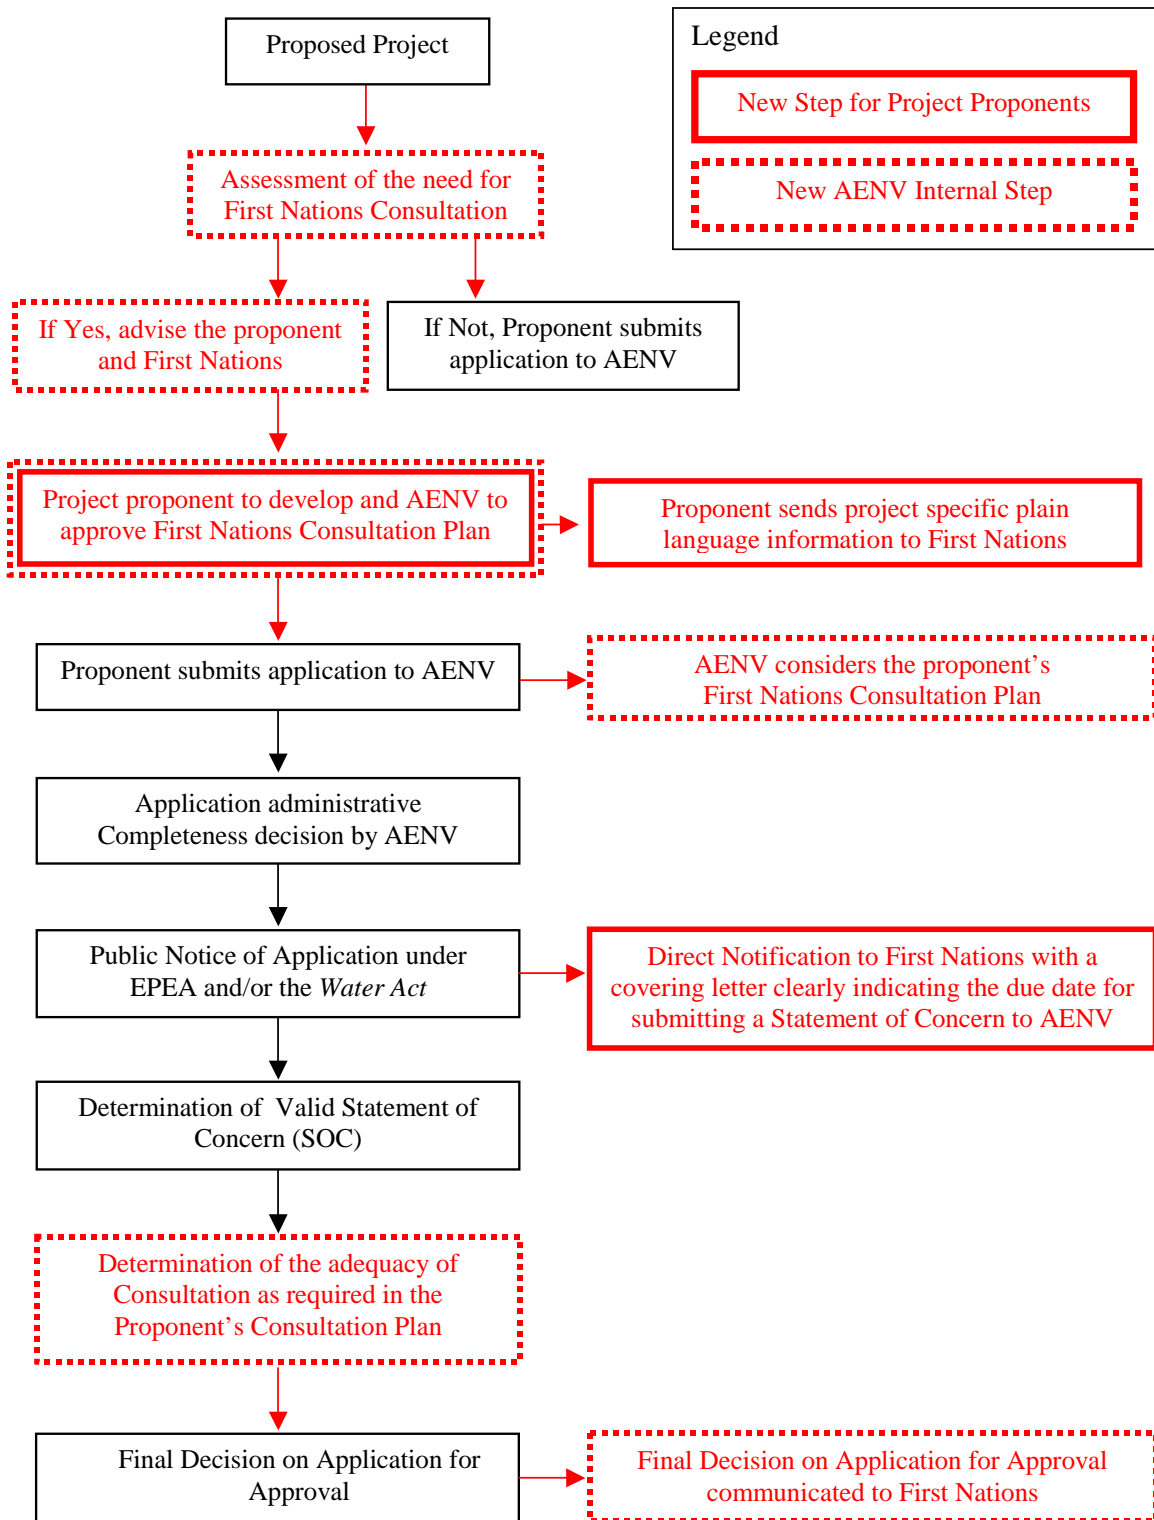 Proposed Project
Legend
New Step for Project Proponents
New AENV Internal Step
Assessment of the need for
First Nations Consultation
If Yes, advise the proponent
and First Nations
If Not, Proponent submits
application to AENV
Project proponent to develop and AENV to
approve First Nations Consultation Plan
Proponent sends project specific plain
language information to First Nations
Proponent submits application to AENV
AENV considers the proponent’s
First Nations Consultation Plan
Application administrative
Completeness decision by AENV
Public Notice of Application under
EPEA and/or the Water Act
Direct Notification to First Nations with a
covering letter clearly indicating the due date for
submitting a Statement of Concern to AENV
Determination of Valid Statement of
Concern (SOC)
Determination of the adequacy of
Consultation as required in the
Proponent’s Consultation Plan
Final Decision on Application for
Approval
Final Decision on Application for Approval
communicated to First Nations